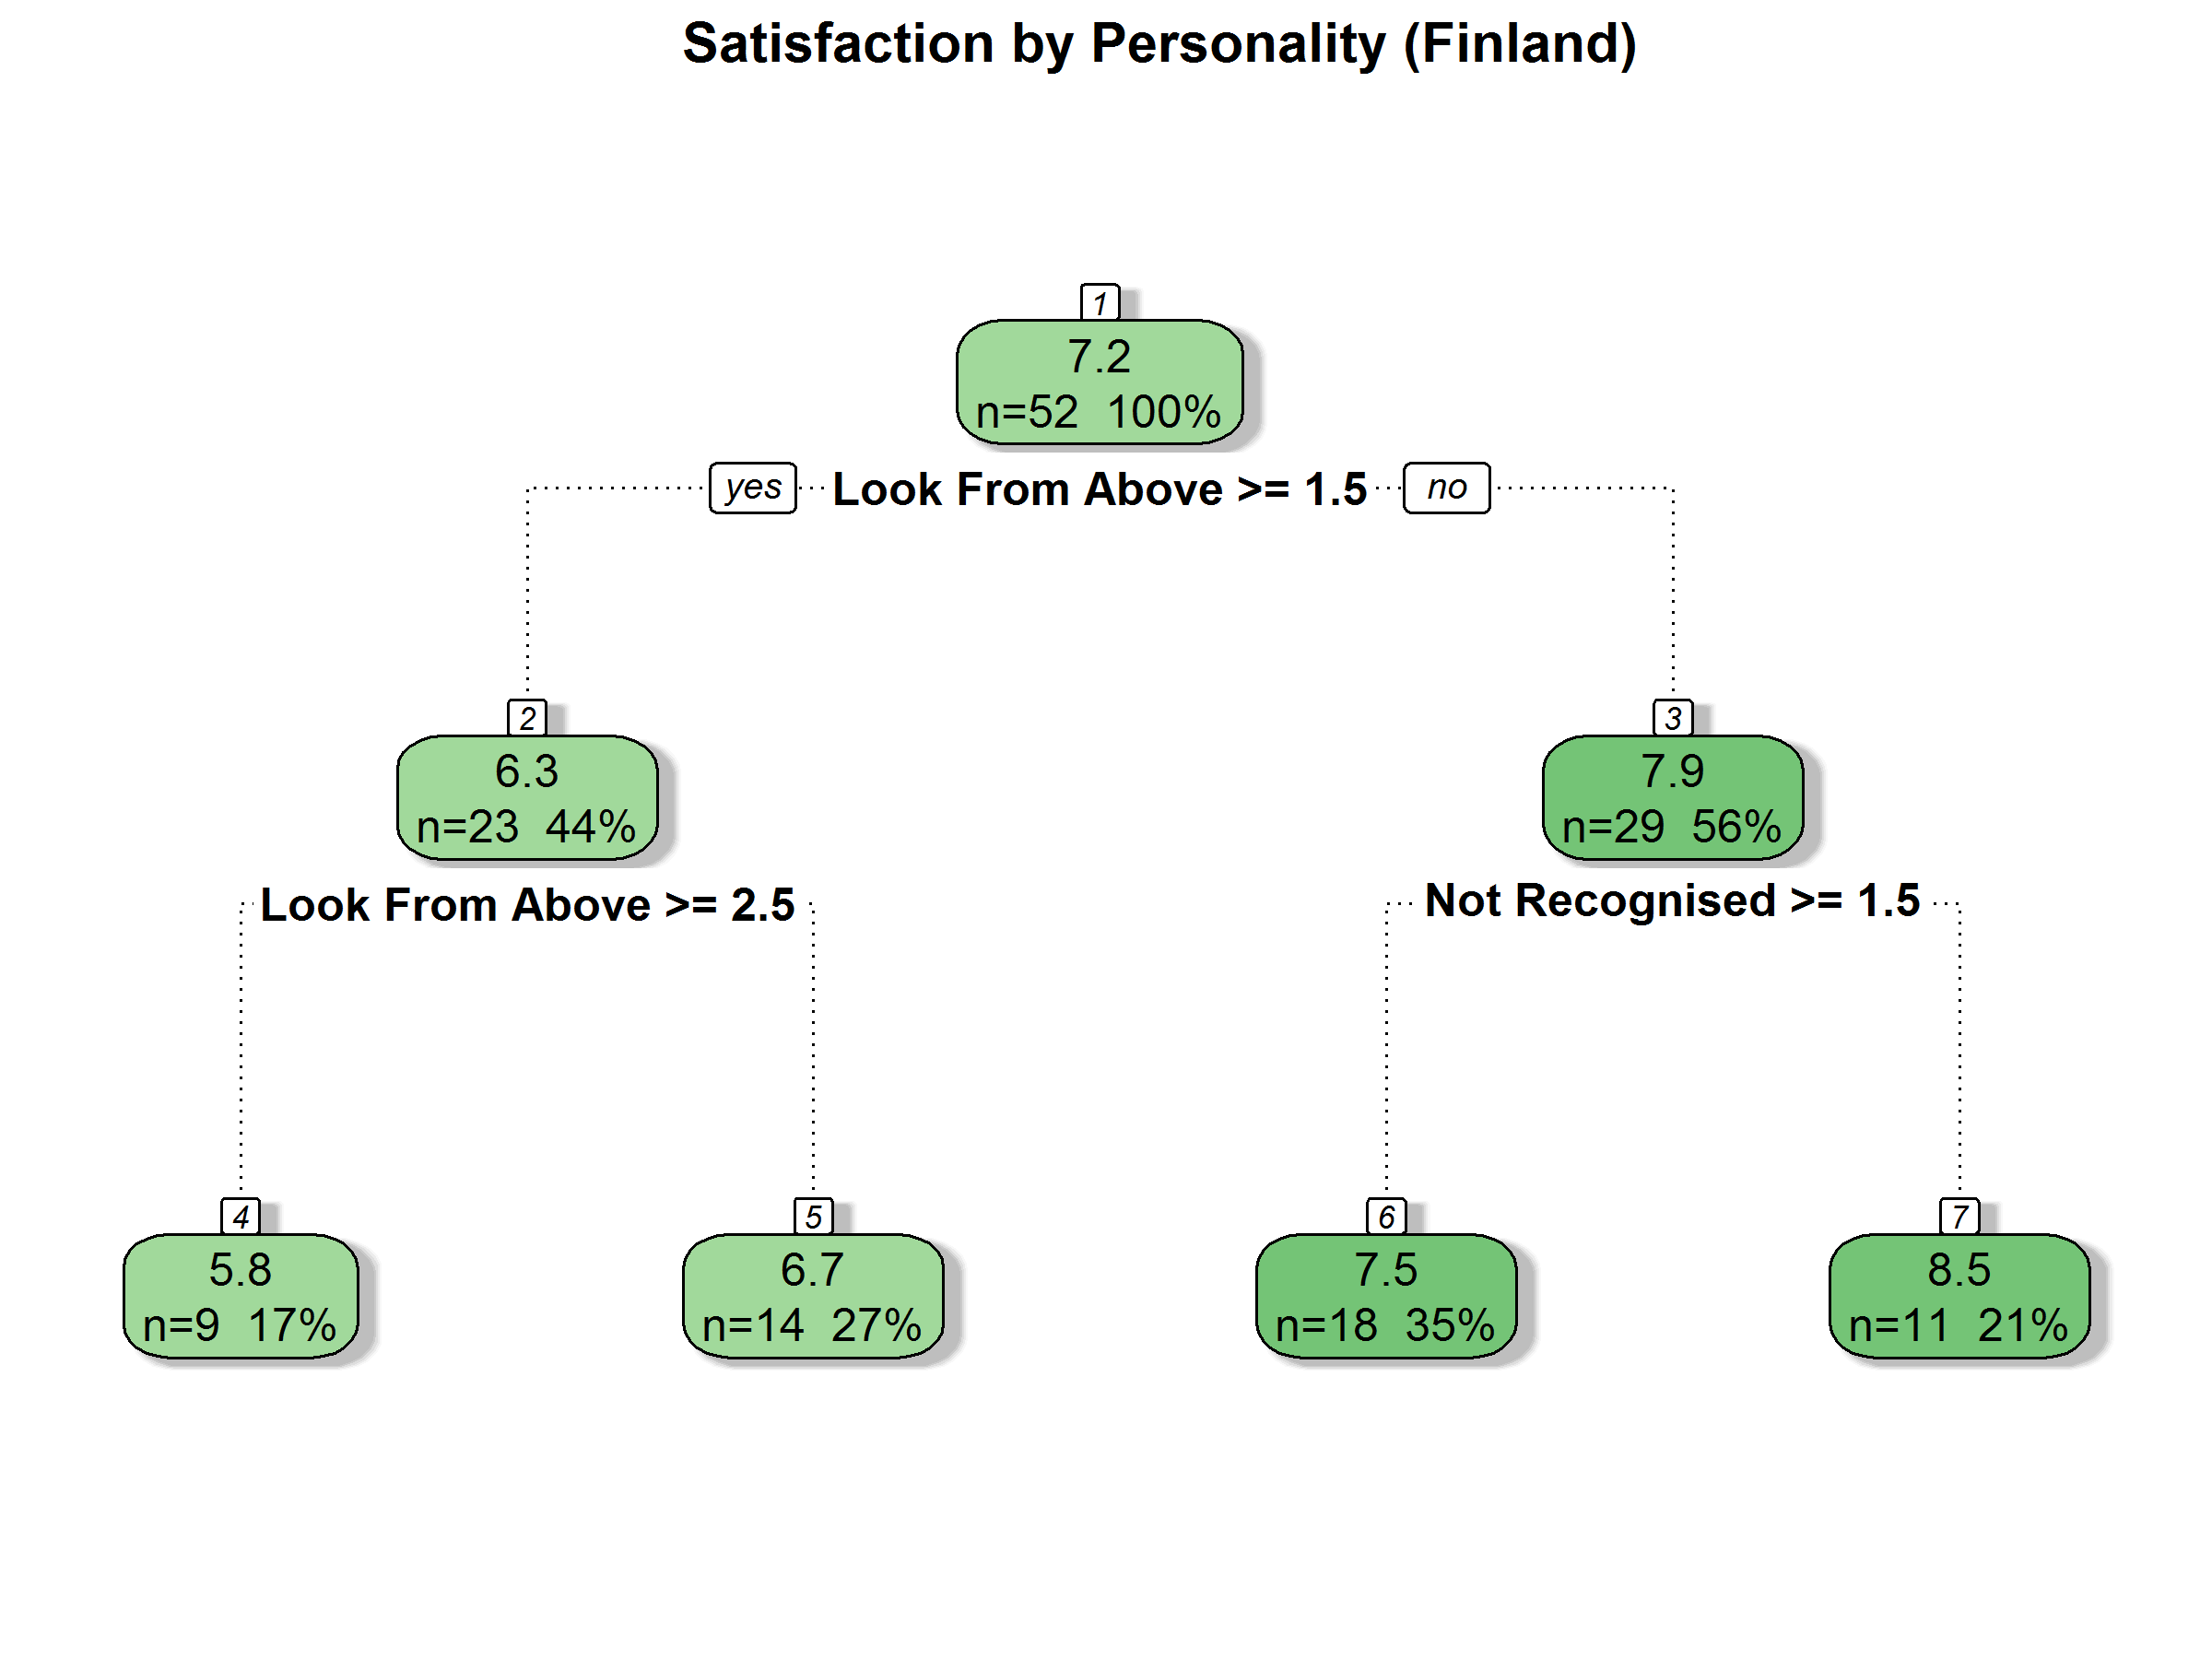 Satisfaction by Personality (Finland)
1
7.2
n=52 100%
yes Look From Above >= 1.5 no
2
6.3
n=23 44%
3
7.9
n=29 56%
Look From Above >= 2.5
Not Recognised >= 1.5
4
5.8
n=9 17%
5
6.7
n=14 27%
6
7.5
n=18 35%
7
8.5
n=11 21%